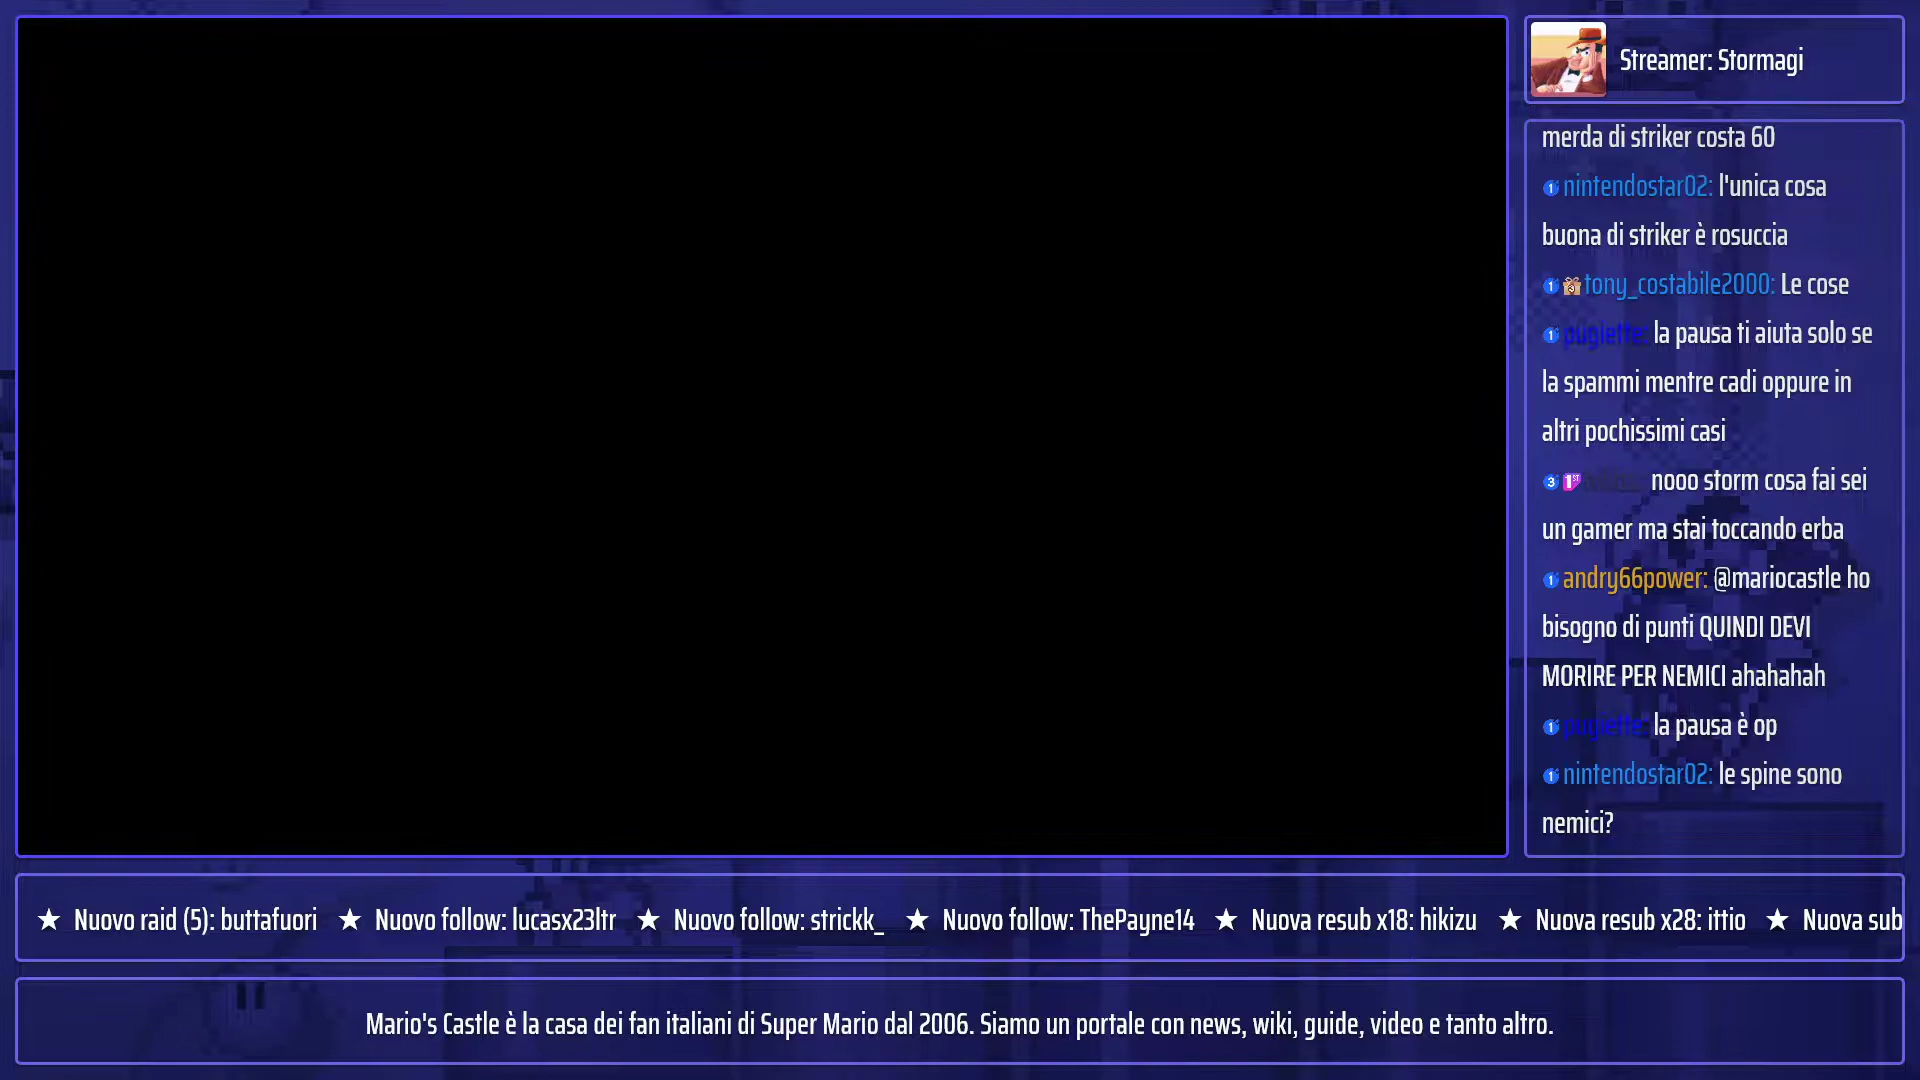 Streamer: Stormagi
merda di striker costa 60
nintendostar02: l'unica cosa
buona di striker è rosuccia
tony_costabile2000: Le cose
pugiette: la pausa ti aiuta solo se
la spammi mentre cadi oppure in
altri pochissimi casi
nooo storm cosa fai sei
un gamer ma stai toccando erba
andry66power: @mariocastle ho
bisogno di punti QUINDI DEVI
MORIRE PER NEMICI ahahahah
pugiette: la pausa è op
nintendostar02: le spine sono
nemici?
★ Nuovo raid (5): buttafuori ★ Nuovo follow: lucasx23ltr ★ Nuovo follow: strickk_ ★ Nuovo follow: ThePayne14 ★ Nuova resub x18: hikizu ★ Nuova resub x28: ittio ★ Nuova sub
Mario's Castle è la casa dei fan italiani di Super Mario dal 2006. Siamo un portale con news, wiki, guide, video e tanto altro.